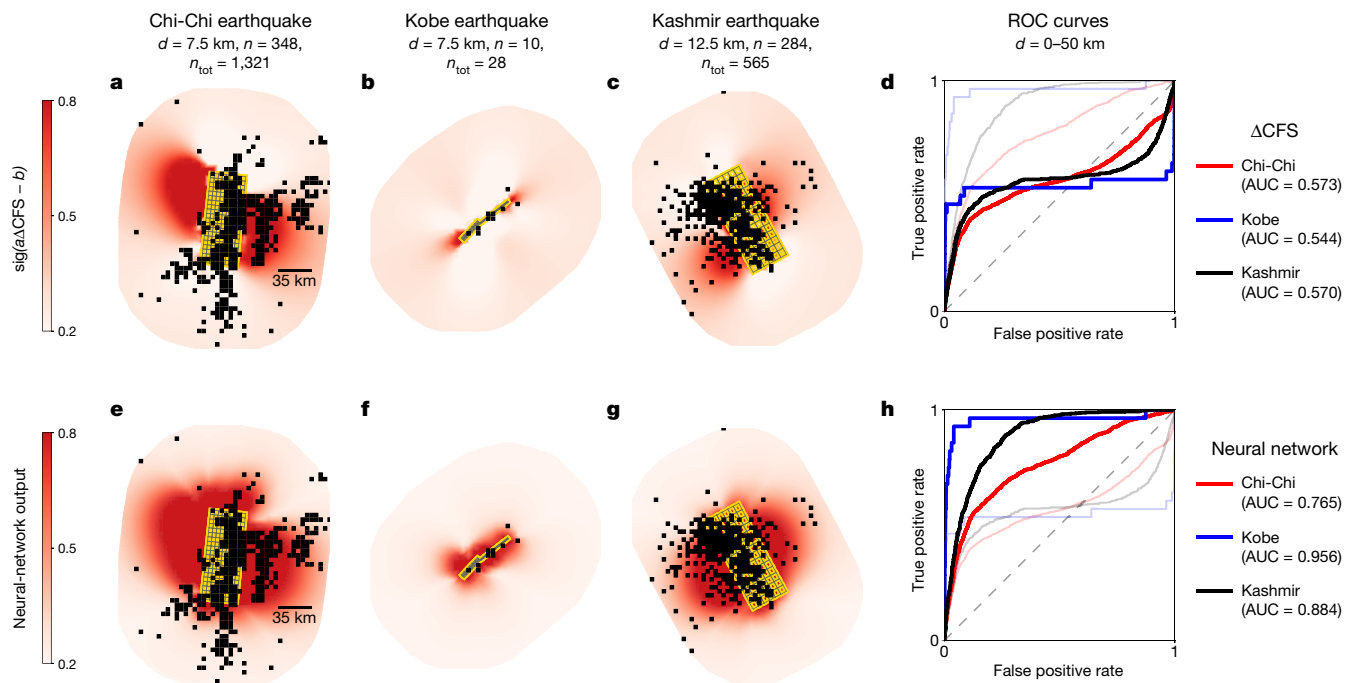 Chi-Chi earthquake
d = 7.5 km, n = 348,
n_tot = 1,321
Kobe earthquake
d = 7.5 km, n = 10,
n_tot = 28
Kashmir earthquake
d = 12.5 km, n = 284,
n_tot = 565
ROC curves
d = 0–50 km
a
b
c
d
0.8
0.5
0.2
sig(aΔCFS – b)
35 km
1
True positive rate
0
0
1
False positive rate
ΔCFS
Chi-Chi
(AUC = 0.573)
Kobe
(AUC = 0.544)
Kashmir
(AUC = 0.570)
e
f
g
h
0.8
0.5
0.2
Neural-network output
35 km
1
True positive rate
0
0
1
False positive rate
Neural network
Chi-Chi
(AUC = 0.765)
Kobe
(AUC = 0.956)
Kashmir
(AUC = 0.884)